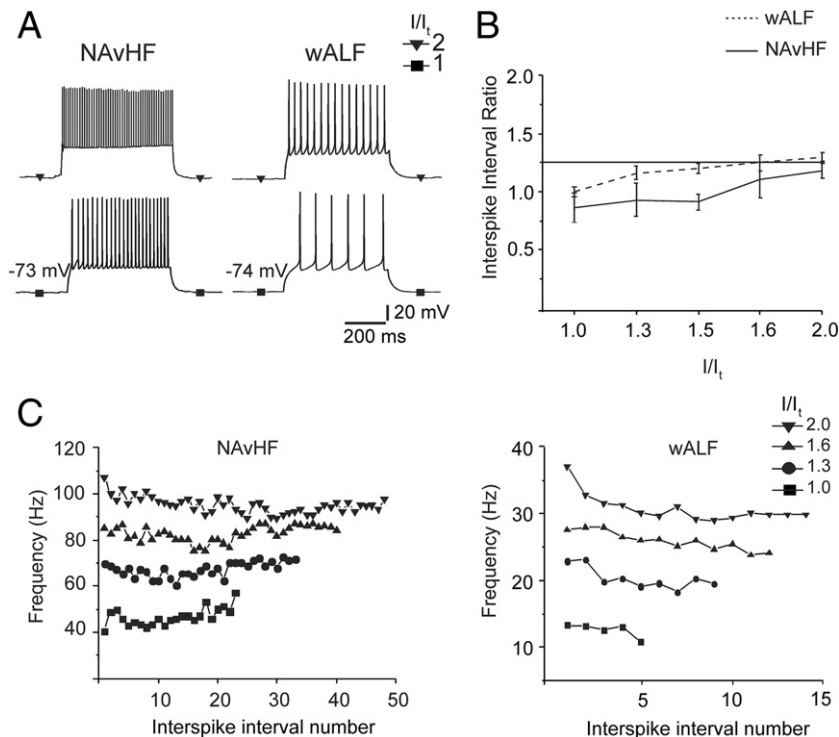 A
NAvHF
wALF
I/It
2
1
-73 mV
-74 mV
20 mV
200 ms
B
wALF
NAvHF
Interspike Interval Ratio
2.0
1.5
1.0
0.5
1.0 1.3 1.5 1.6 2.0
I/It
C
NAvHF
Frequency (Hz)
120
100
80
60
40
10 20 30 40 50
Interspike interval number
wALF
I/It
2.0
1.6
1.3
1.0
Frequency (Hz)
40
30
20
10
5 10 15
Interspike interval number